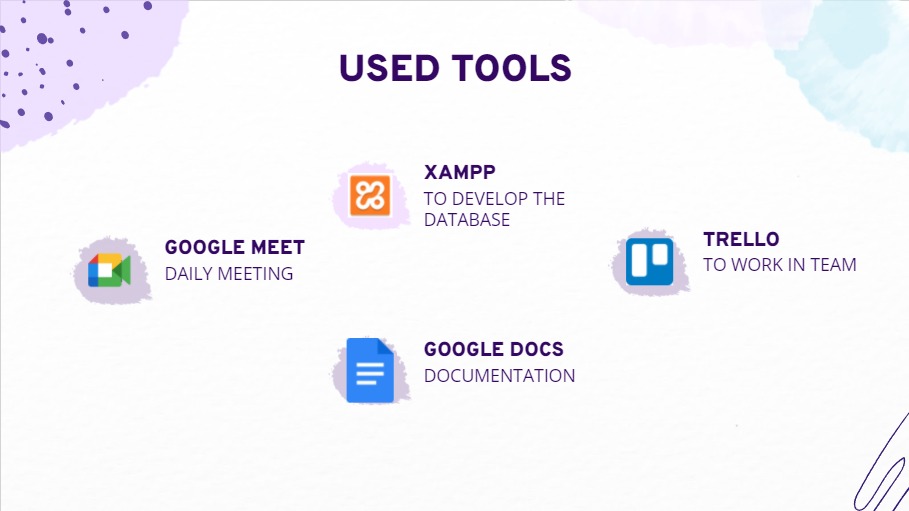 USED TOOLS
XAMPP
TO DEVELOP THE
DATABASE
GOOGLE MEET
DAILY MEETING
TRELLO
TO WORK IN TEAM
GOOGLE DOCS
DOCUMENTATION